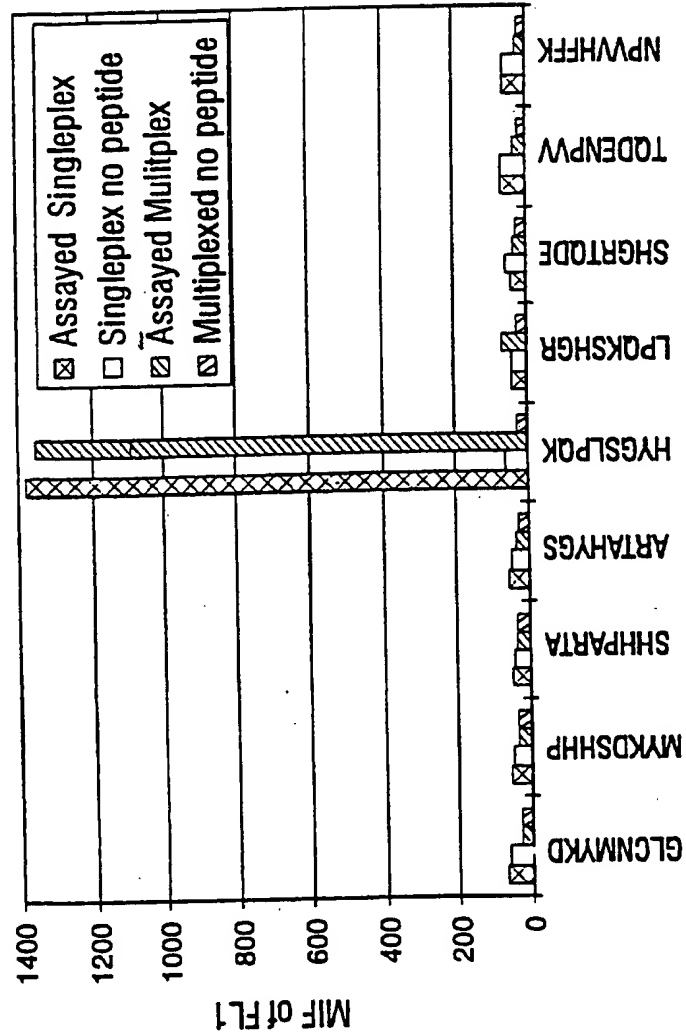 MIF of FL1
1400
1200
1000
800
600
400
200
0
Assayed Singleplex
Singleplex no peptide
Assayed Mulitplex
Multiplexed no peptide
GLCNMYKD
MYKDSHHP
SHHPARTA
ARTAHYGS
HYGSLPQK
LPQKSHGR
SHGRTQDE
TQDENPVV
NPVVHFFK